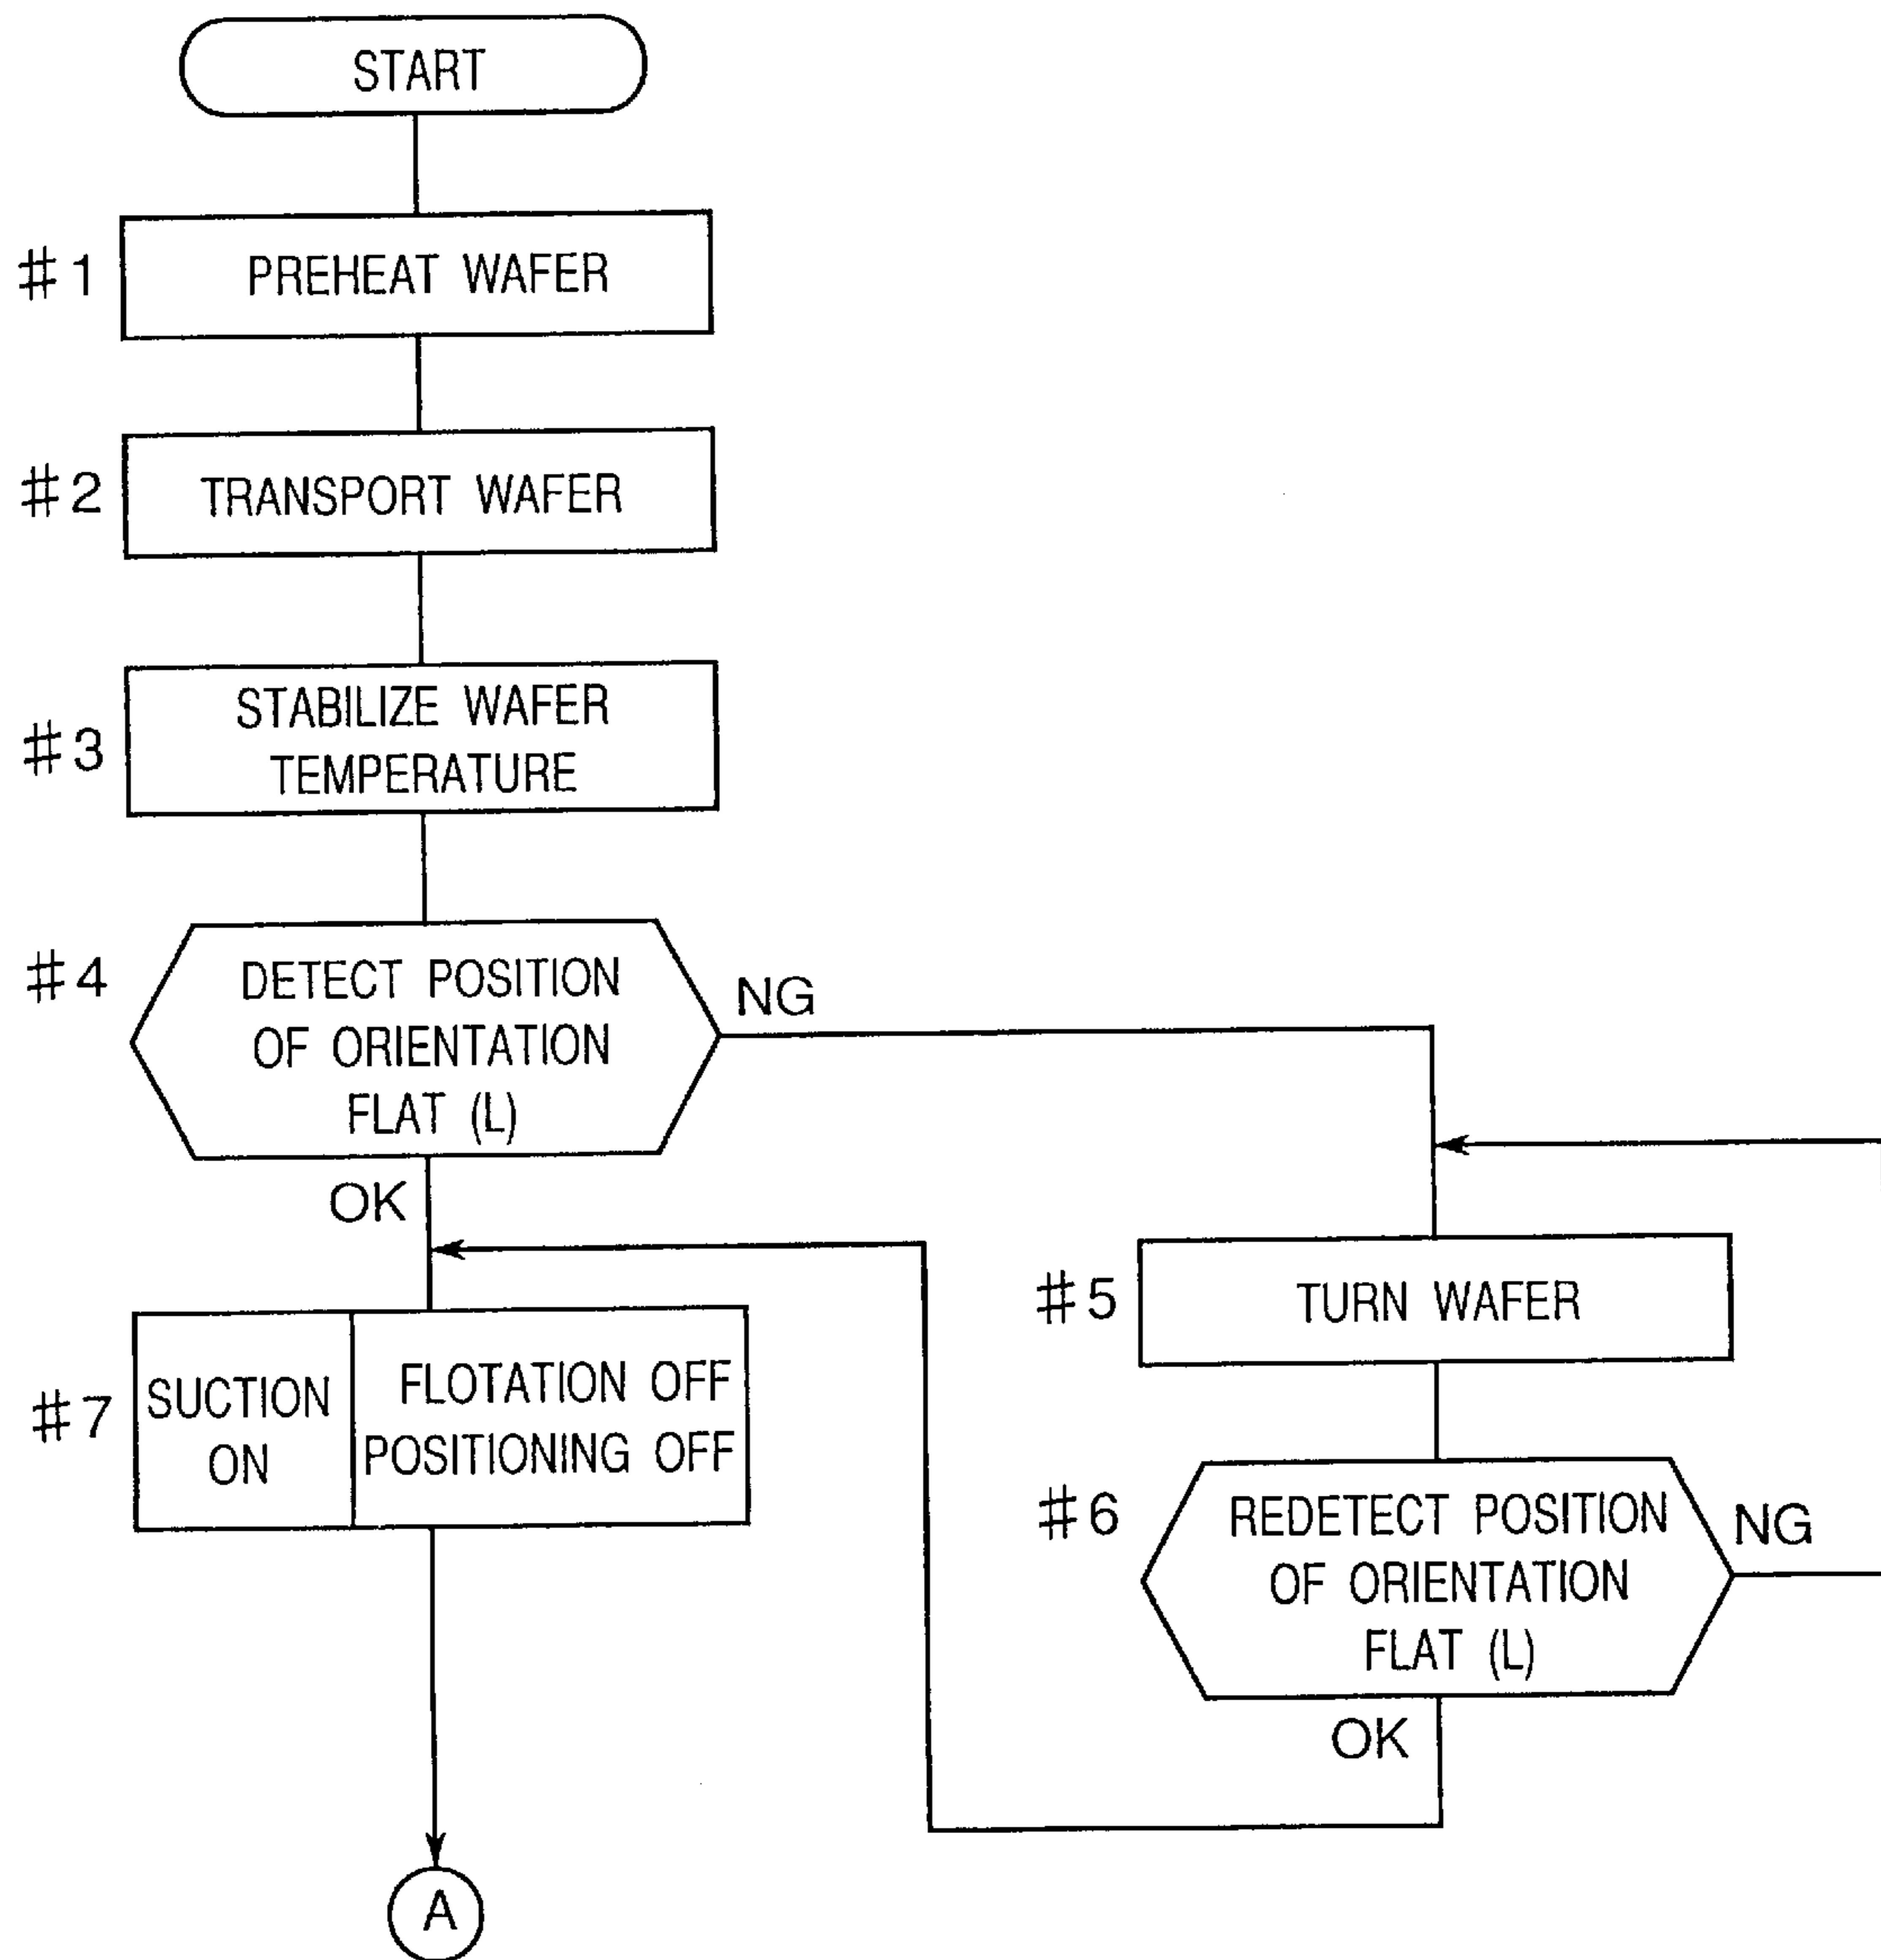 START
#1
PREHEAT WAFER
#2
TRANSPORT WAFER
#3
STABILIZE WAFER
TEMPERATURE
#4
DETECT POSITION
OF ORIENTATION
FLAT (L)
NG
OK
#5
TURN WAFER
#6
REDETECT POSITION
OF ORIENTATION
FLAT (L)
NG
OK
#7
SUCTION
ON
FLOTATION OFF
POSITIONING OFF
A